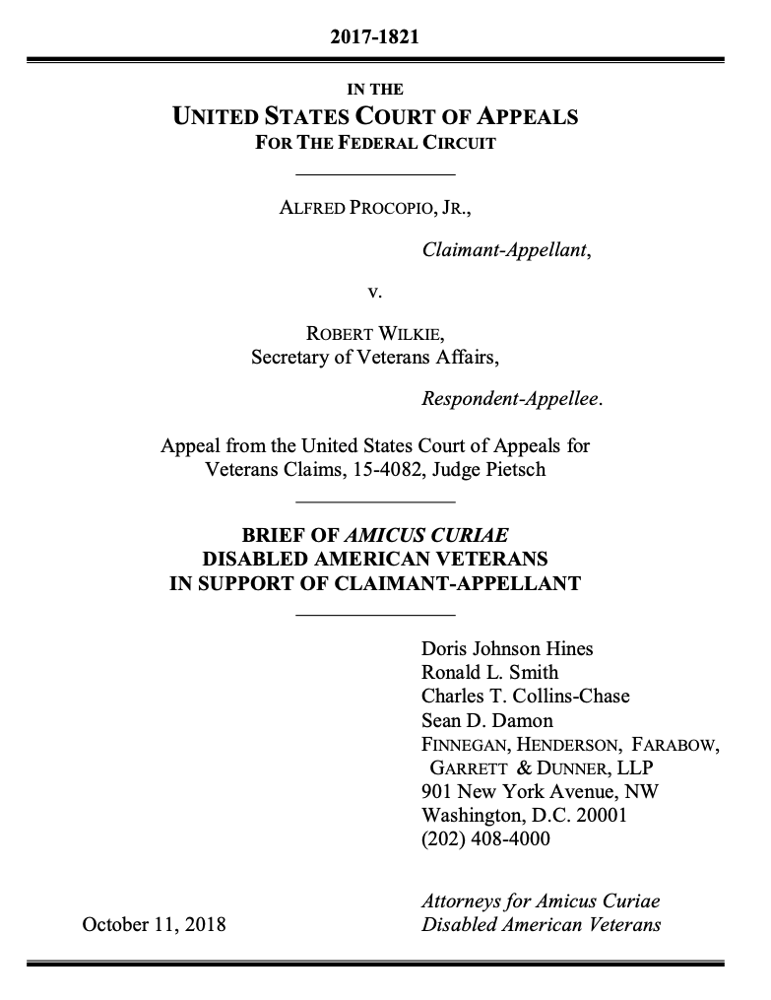 2017-1821
IN THE
UNITED STATES COURT OF APPEALS
FOR THE FEDERAL CIRCUIT
ALFRED PROCOPIO, JR.,
Claimant-Appellant,
v.
ROBERT WILKIE,
Secretary of Veterans Affairs,
Respondent-Appellee.
Appeal from the United States Court of Appeals for
Veterans Claims, 15-4082, Judge Pietsch
BRIEF OF AMICUS CURIAE
DISABLED AMERICAN VETERANS
IN SUPPORT OF CLAIMANT-APPELLANT
Doris Johnson Hines
Ronald L. Smith
Charles T. Collins-Chase
Sean D. Damon
FINNEGAN, HENDERSON, FARABOW,
GARRETT & DUNNER, LLP
901 New York Avenue, NW
Washington, D.C. 20001
(202) 408-4000
Attorneys for Amicus Curiae
October 11, 2018 Disabled American Veterans